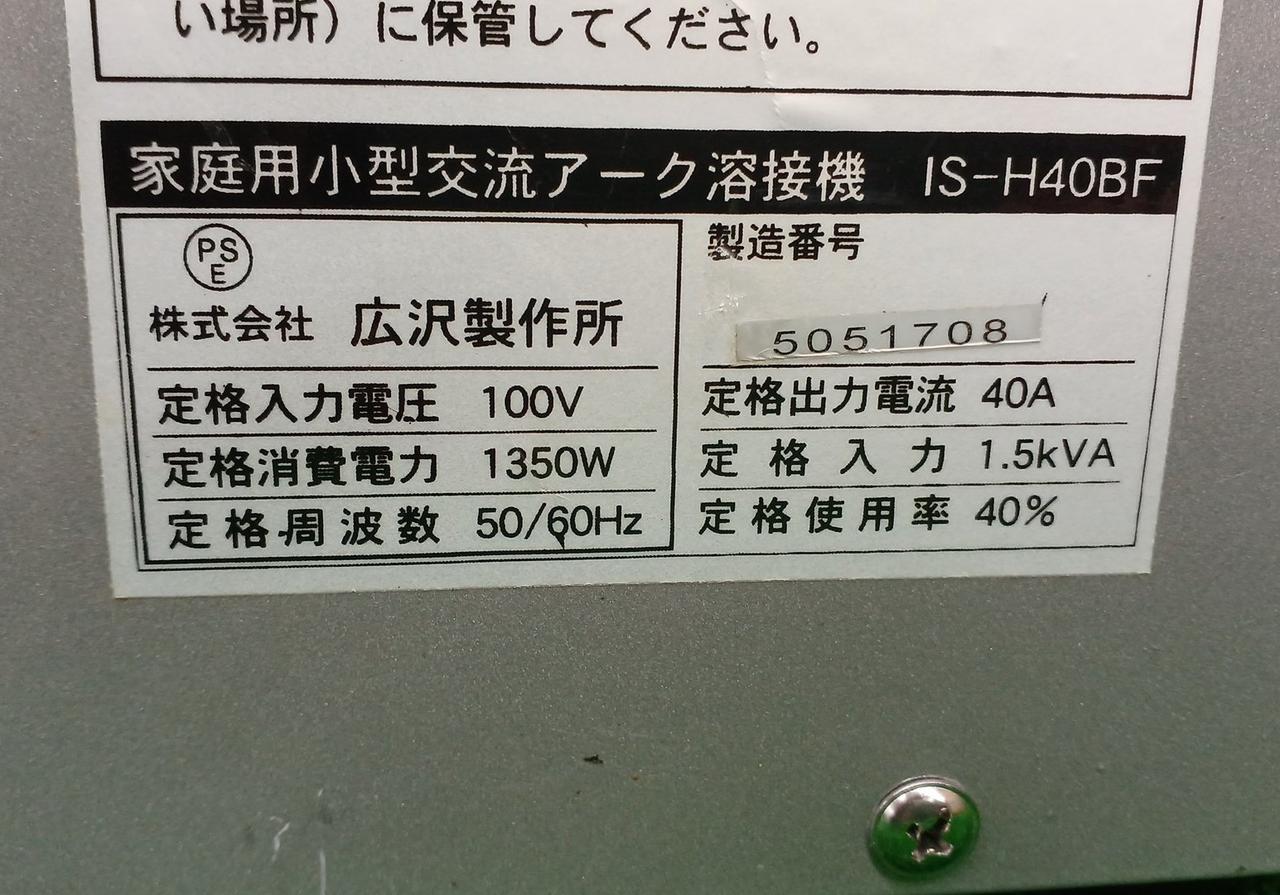 い場所）に保管してください。
家庭用小型交流アーク溶接機 IS-H40BF
PS
E
株式会社 広沢製作所
定格入力電圧 100V
定格消費電力 1350W
定格周波数 50/60Hz
製造番号
5051708
定格出力電流 40A
定格入力 1.5kVA
定格使用率 40%